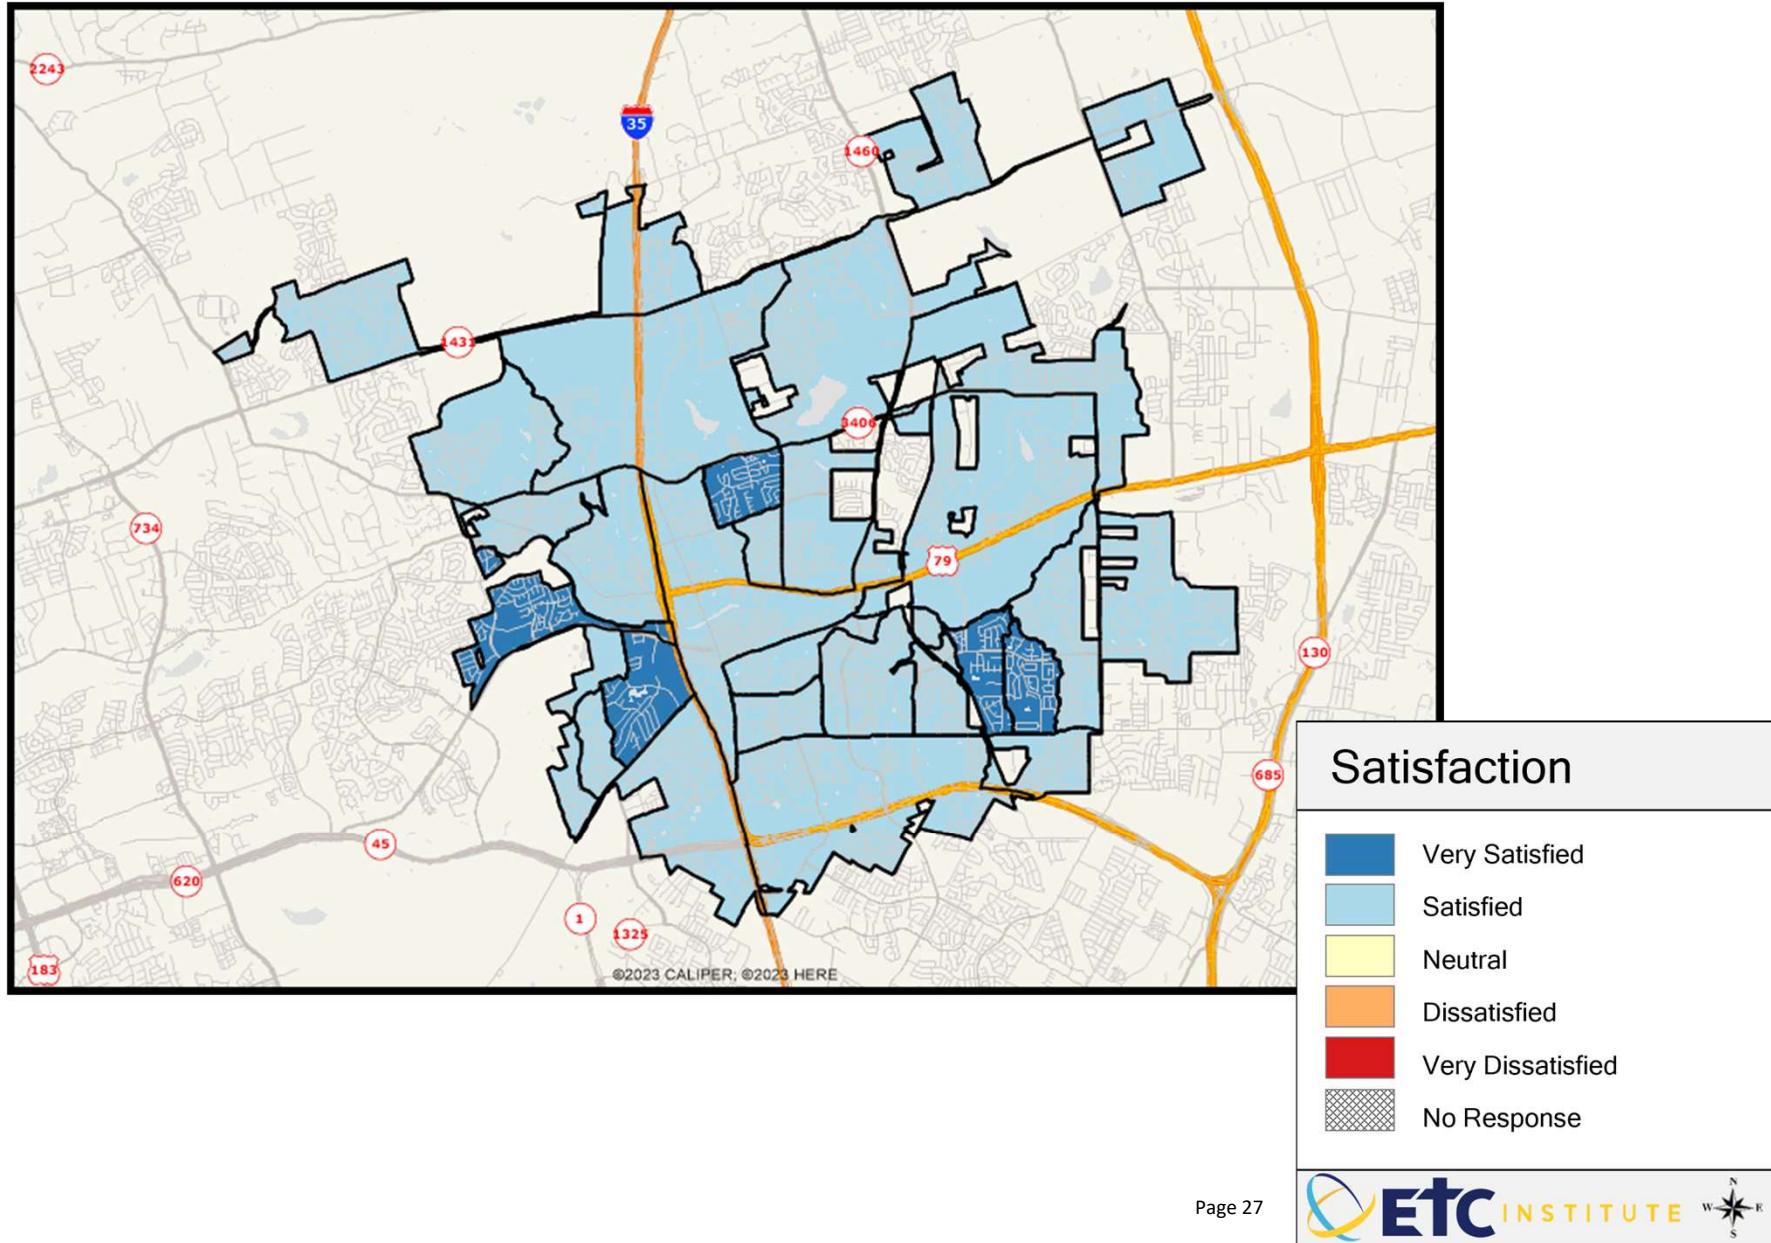 2243
35
1460
1431
3406
734
79
130
685
45
620
1
1325
183
©2023 CALIPER; ©2023 HERE
Satisfaction
Very Satisfied
Satisfied
Neutral
Dissatisfied
Very Dissatisfied
No Response
Page 27
ETC INSTITUTE
N
W E
S